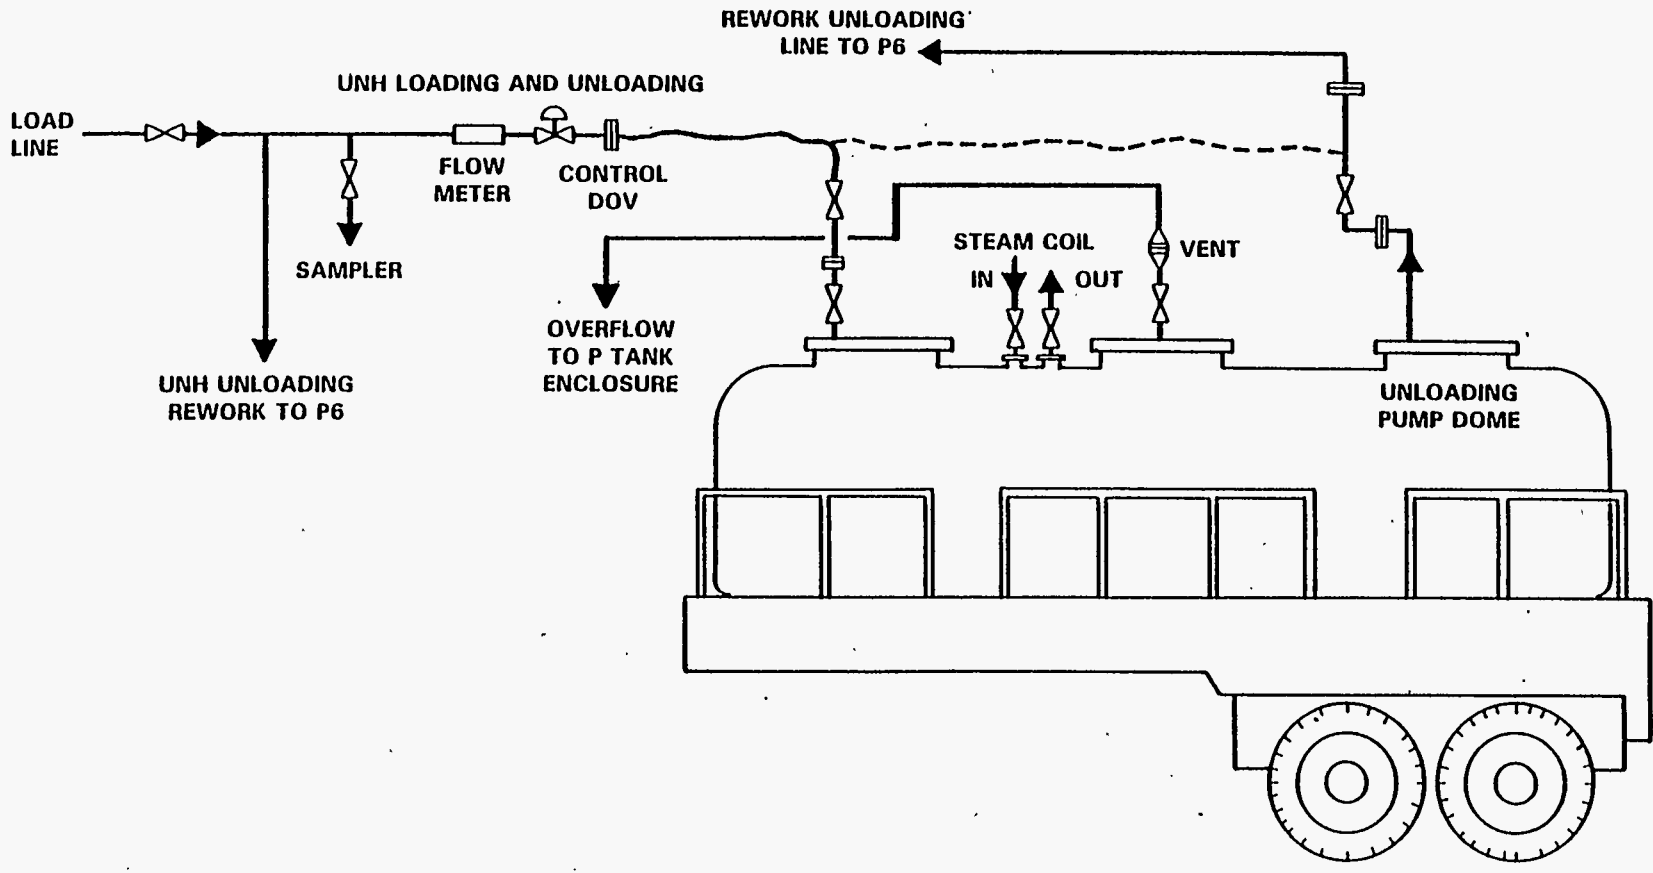 REWORK UNLOADING
LINE TO P6
UNH LOADING AND UNLOADING
LOAD
LINE
FLOW
METER
CONTROL
DOV
SAMPLER
STEAM COIL
IN
OUT
VENT
OVERFLOW
TO P TANK
ENCLOSURE
UNH UNLOADING
REWORK TO P6
UNLOADING
PUMP DOME